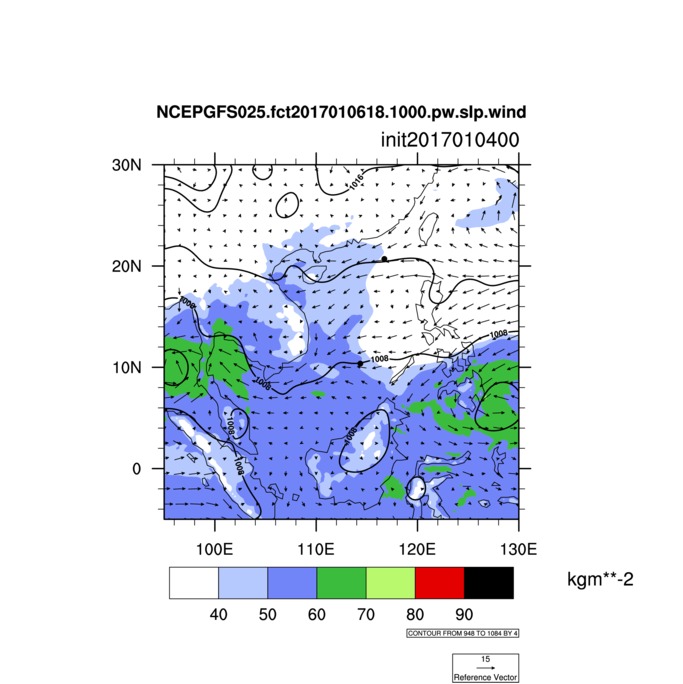 NCEPGFS025.fct2017010618.1000.pw.slp.wind
init2017010400
30N
1016
20N
1008
1008
10N
1008
1008
1008
1008
1008
0
100E 110E 120E 130E
kgm**-2
40 50 60 70 80 90
CONTOUR FROM 948 TO 1084 BY 4
15
Reference Vector